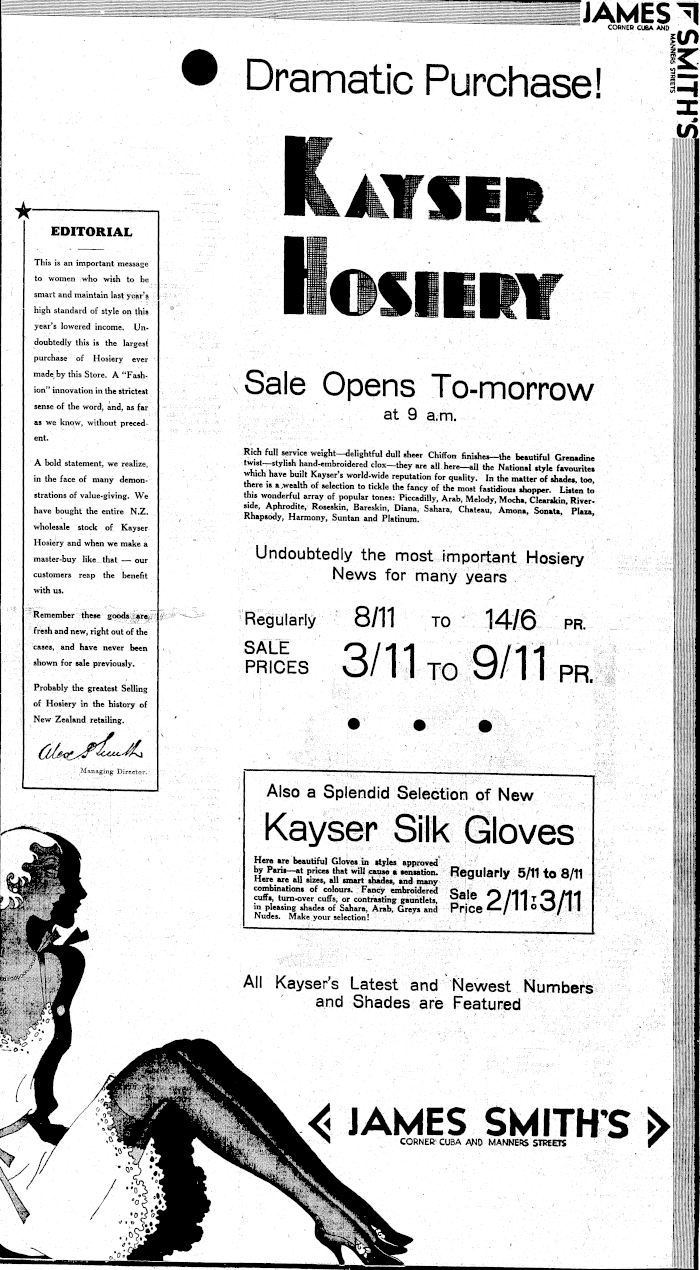 JAMES
CORNER CUBA AND
SMITH'S
MANNERS STREETS
Dramatic Purchase!
KAYSER
HOSIERY
EDITORIAL
This is an important message
to women who wish to be
smart and maintain last year's
high standard of style on this
year's lowered income. Un-
doubtedly this is the largest
purchase of Hosiery ever
made by this Store. A "Fash-
ion" innovation in the strictest
sense of the word, and, as far
as we know, without preced-
ent.
A bold statement, we realize,
in the face of many demon-
strations of value-giving. We
have bought the entire N.Z.
wholesale stock of Kayser
Hosiery and when we make a
master-buy like that — our
customers reap the benefit
with us.
Remember these goods are
fresh and new, right out of the
cases, and have never been
shown for sale previously.
Probably the greatest Selling
of Hosiery in the history of
New Zealand retailing.
Managing Director.
Sale Opens To-morrow
at 9 a.m.
Rich full service weight—delightful dull sheer Chiffon finishes—the beautiful Grenadine
twist—stylish hand-embroidered clox—they are all here—all the National style favourites
which have built Kayser's world-wide reputation for quality. In the matter of shades, too,
there is a wealth of selection to tickle the fancy of the most fastidious shopper. Listen to
this wonderful array of popular tones: Piccadilly, Arab, Melody, Mocha, Clearskin, River-
side, Aphrodite, Roseskin, Bareskin, Diana, Sahara, Chateau, Amona, Sonata, Plaza,
Rhapsody, Harmony, Suntan and Platinum.
Undoubtedly the most important Hosiery
News for many years
Regularly 8/11 TO 14/6 PR.
SALE
PRICES 3/11 TO 9/11 PR.
Also a Splendid Selection of New
Kayser Silk Gloves
Here are beautiful Gloves in styles approved
by Paris—at prices that will cause a sensation.
Here are all sizes, all smart shades, and many
combinations of colours. Fancy embroidered
cuffs, turn-over cuffs, or contrasting gauntlets,
in pleasing shades of Sahara, Arab, Greys and
Nudes. Make your selection!
Regularly 5/11 to 8/11
Sale
Price 2/11 TO 3/11
All Kayser's Latest and Newest Numbers
and Shades are Featured
JAMES SMITH'S
CORNER CUBA AND MANNERS STREETS